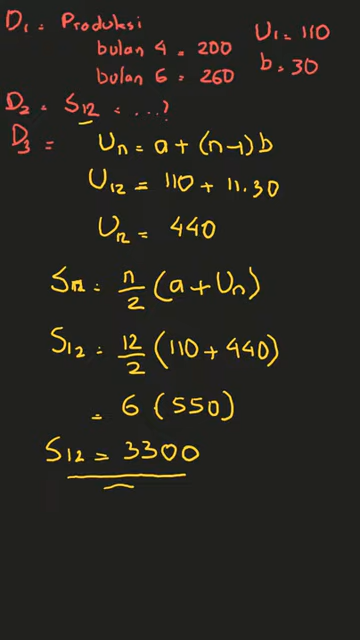 D₁ = Produksi U₁ = 110
bulan 4 = 200 b = 30
bulan 6 = 260
D₂ = S₁₂ = ...?
D₃ =
Uₙ = a + (n-1) b
U₁₂ = 110 + 11.30
U₁₂ = 440
S₁₂ = n/2 (a + Uₙ)
S₁₂ = 12/2 (110 + 440)
= 6 (550)
S₁₂ = 3300